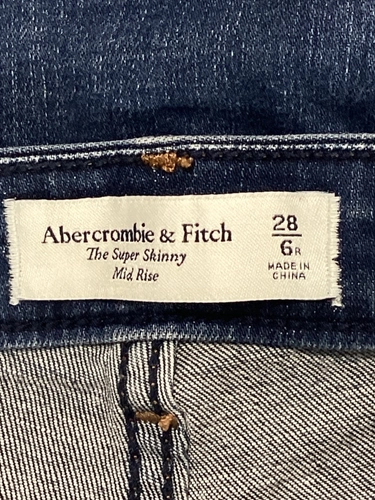 Abercrombie & Fitch
The Super Skinny
Mid Rise
28
6R
MADE IN
CHINA